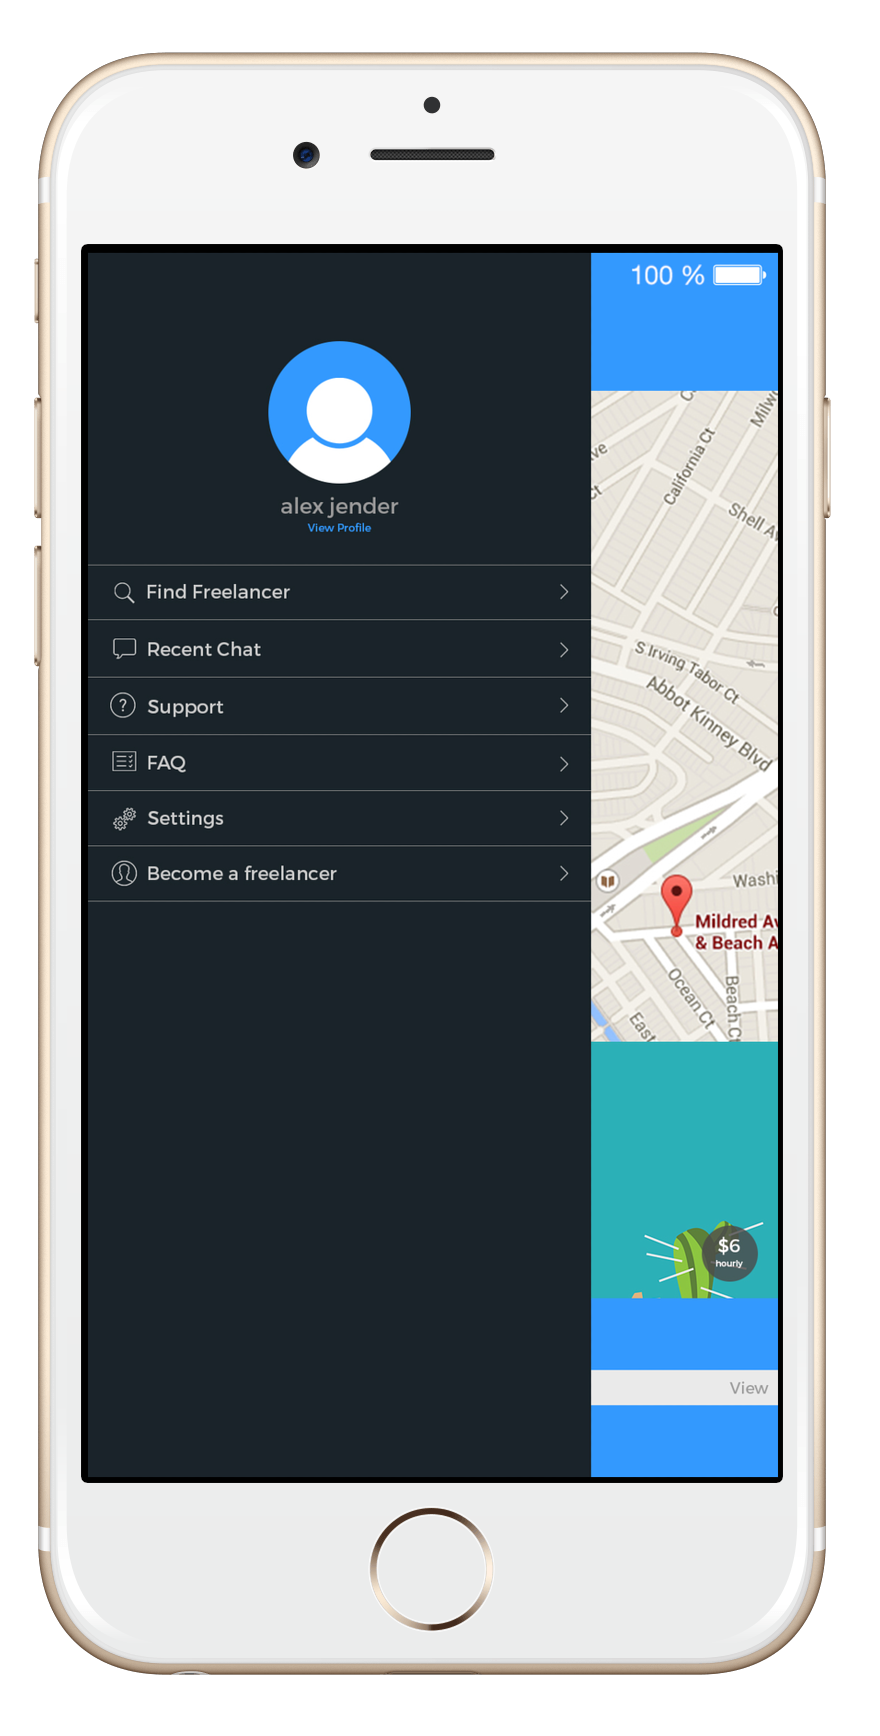 100 %
alex jender
View Profile
Find Freelancer
Recent Chat
Support
FAQ
Settings
Become a freelancer
California Ct
Shell
S Irving Tabor Ct
Abbot Kinney Blvd
Mildred
& Beach
Ocean Ct
Beach Ct
East
$6
hourly
View